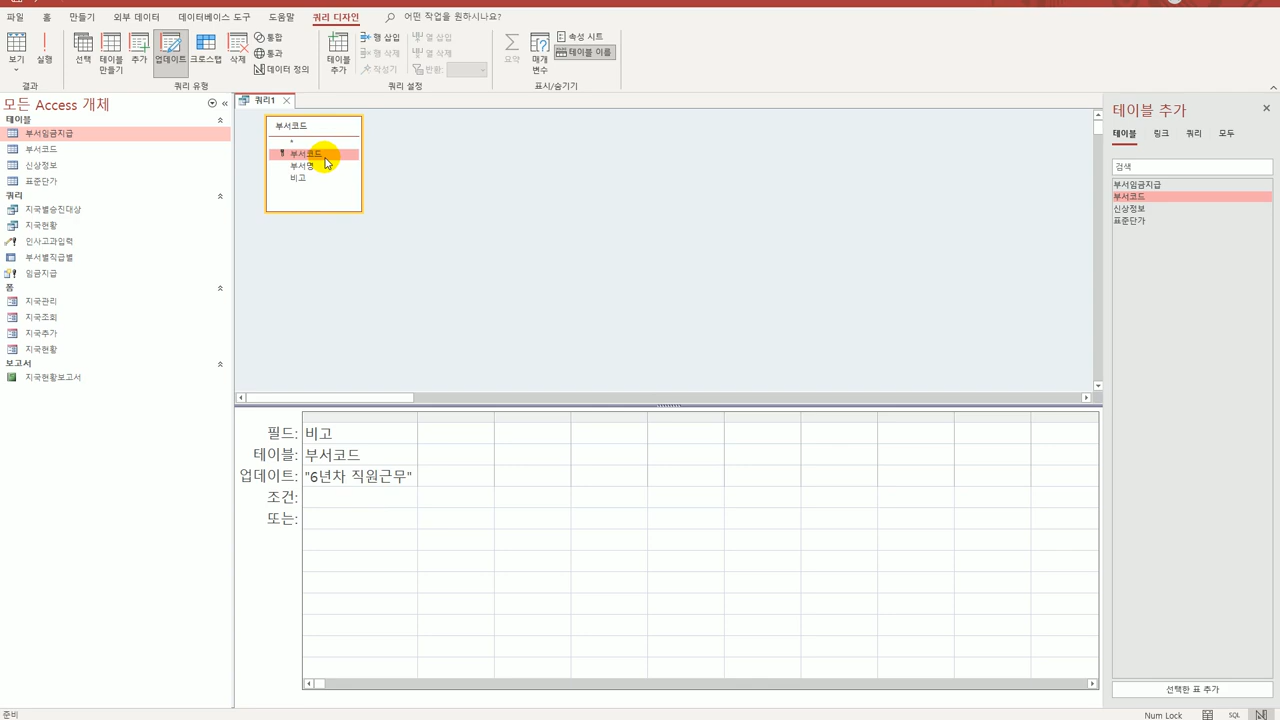 파일 홈 만들기 외부 데이터 데이터베이스 도구 도움말 쿼리 디자인 어떤 작업을 원하시나요?
보기 실행 선택 테이블 만들기 추가 업데이트 크로스탭 삭제 통합 통과 데이터 정의 테이블 추가 행 삽입 행 삭제 작성기 열 삽입 열 삭제 반환: 요약 매개 변수 속성 시트 테이블 이름
결과 쿼리 유형 쿼리 설정 표시/숨기기
모든 Access 개체
테이블
부서임금지급
부서코드
신상정보
표준단가
쿼리
지국별승진대상
지국현황
인사고과입력
부서별직급별
임금지급
폼
지국관리
지국조회
지국추가
지국현황
보고서
지국현황보고서
쿼리1
부서코드
*
부서코드
부서명
비고
필드: 비고
테이블: 부서코드
업데이트: "6년차 직원근무"
조건:
또는:
테이블 추가
테이블 링크 쿼리 모두
검색
부서임금지급
부서코드
신상정보
표준단가
선택한 표 추가
준비 Num Lock SQL